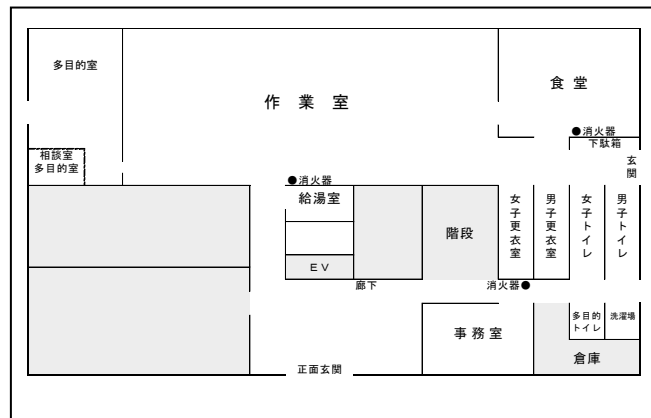 多目的室
作業室
食堂
●消火器
下駄箱
玄関
相談室
多目的室
●消火器
給湯室
女子更衣室
男子更衣室
女子トイレ
男子トイレ
階段
EV
廊下
消火器●
多目的
トイレ
洗濯場
事務室
倉庫
正面玄関